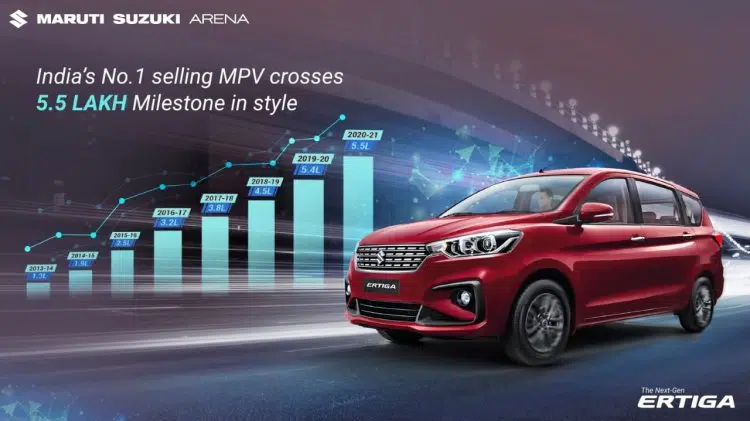 MARUTI SUZUKI ARENA
India's No.1 selling MPV crosses
5.5 LAKH Milestone in style
2020-21
5.5L
2019-20
5.4L
2018-19
4.5L
2017-18
3.8L
2016-17
3.2L
2015-16
2.5L
2014-15
1.9L
2013-14
1.3L
ERTIGA
The Next-Gen
ERTIGA